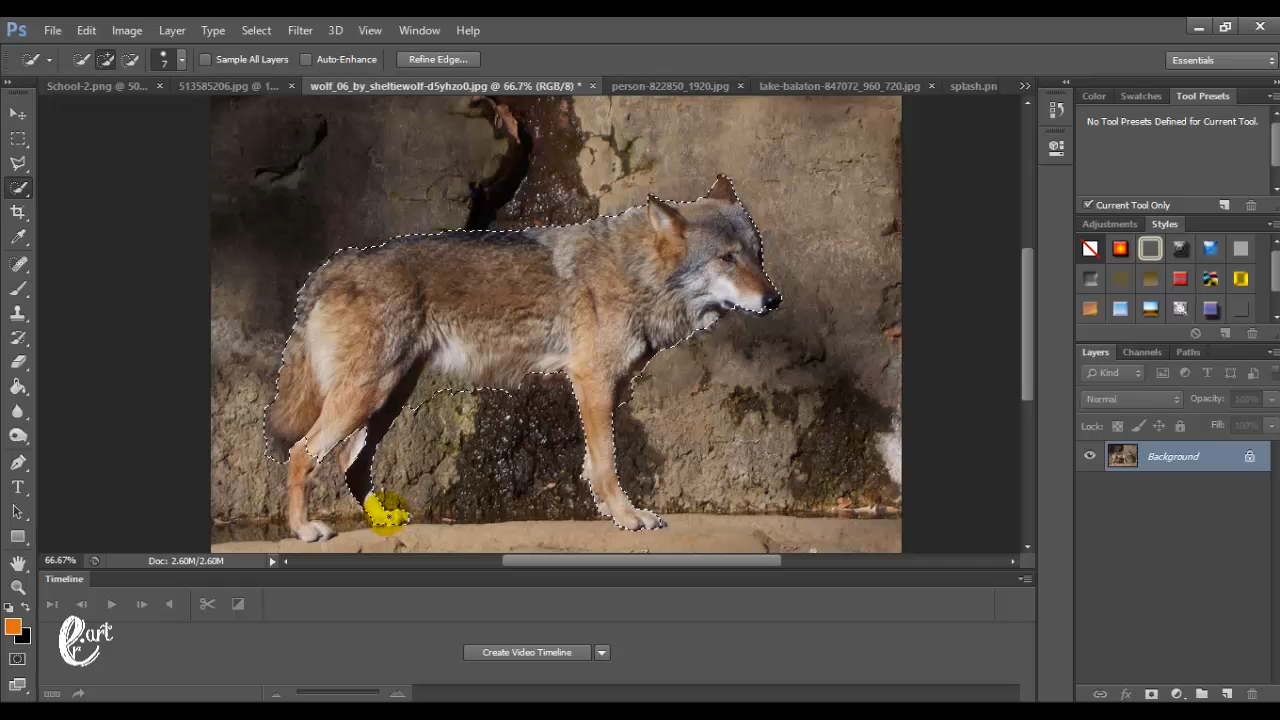 Ps File Edit Image Layer Type Select Filter 3D View Window Help
7 Sample All Layers Auto-Enhance Refine Edge... Essentials
School-2.png @ 50... × 513585206.jpg @ 1... × wolf_06_by_sheltiewolf-d5yhzo0.jpg @ 66.7% (RGB/8) * × person-822850_1920.jpg × lake-balaton-847072_960_720.jpg × splash.pn
Color Swatches Tool Presets
No Tool Presets Defined for Current Tool.
Current Tool Only
Adjustments Styles
Layers Channels Paths
Kind
Normal Opacity: 100%
Lock: Fill: 100%
Background
66.67% Doc: 2.60M/2.60M
Timeline
Create Video Timeline
art